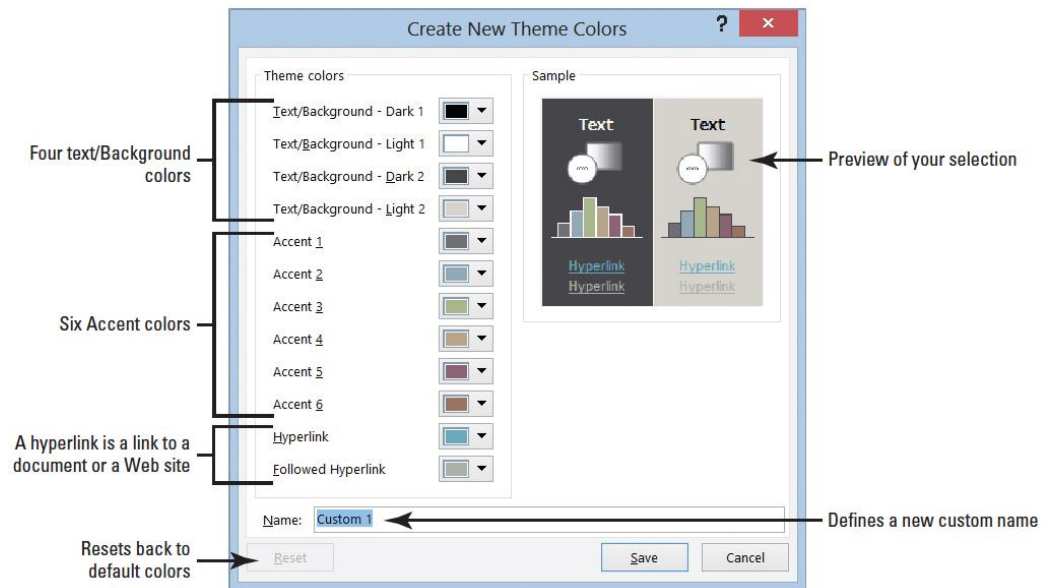 Create New Theme Colors
?
×
Theme colors
Sample
Text/Background - Dark 1
Text/Background - Light 1
Text/Background - Dark 2
Text/Background - Light 2
Accent 1
Accent 2
Accent 3
Accent 4
Accent 5
Accent 6
Hyperlink
Followed Hyperlink
Text
Hyperlink
Hyperlink
Text
Hyperlink
Hyperlink
Name:
Custom 1
Reset
Save
Cancel
Four text/Background
colors
Six Accent colors
A hyperlink is a link to a
document or a Web site
Resets back to
default colors
Preview of your selection
Defines a new custom name